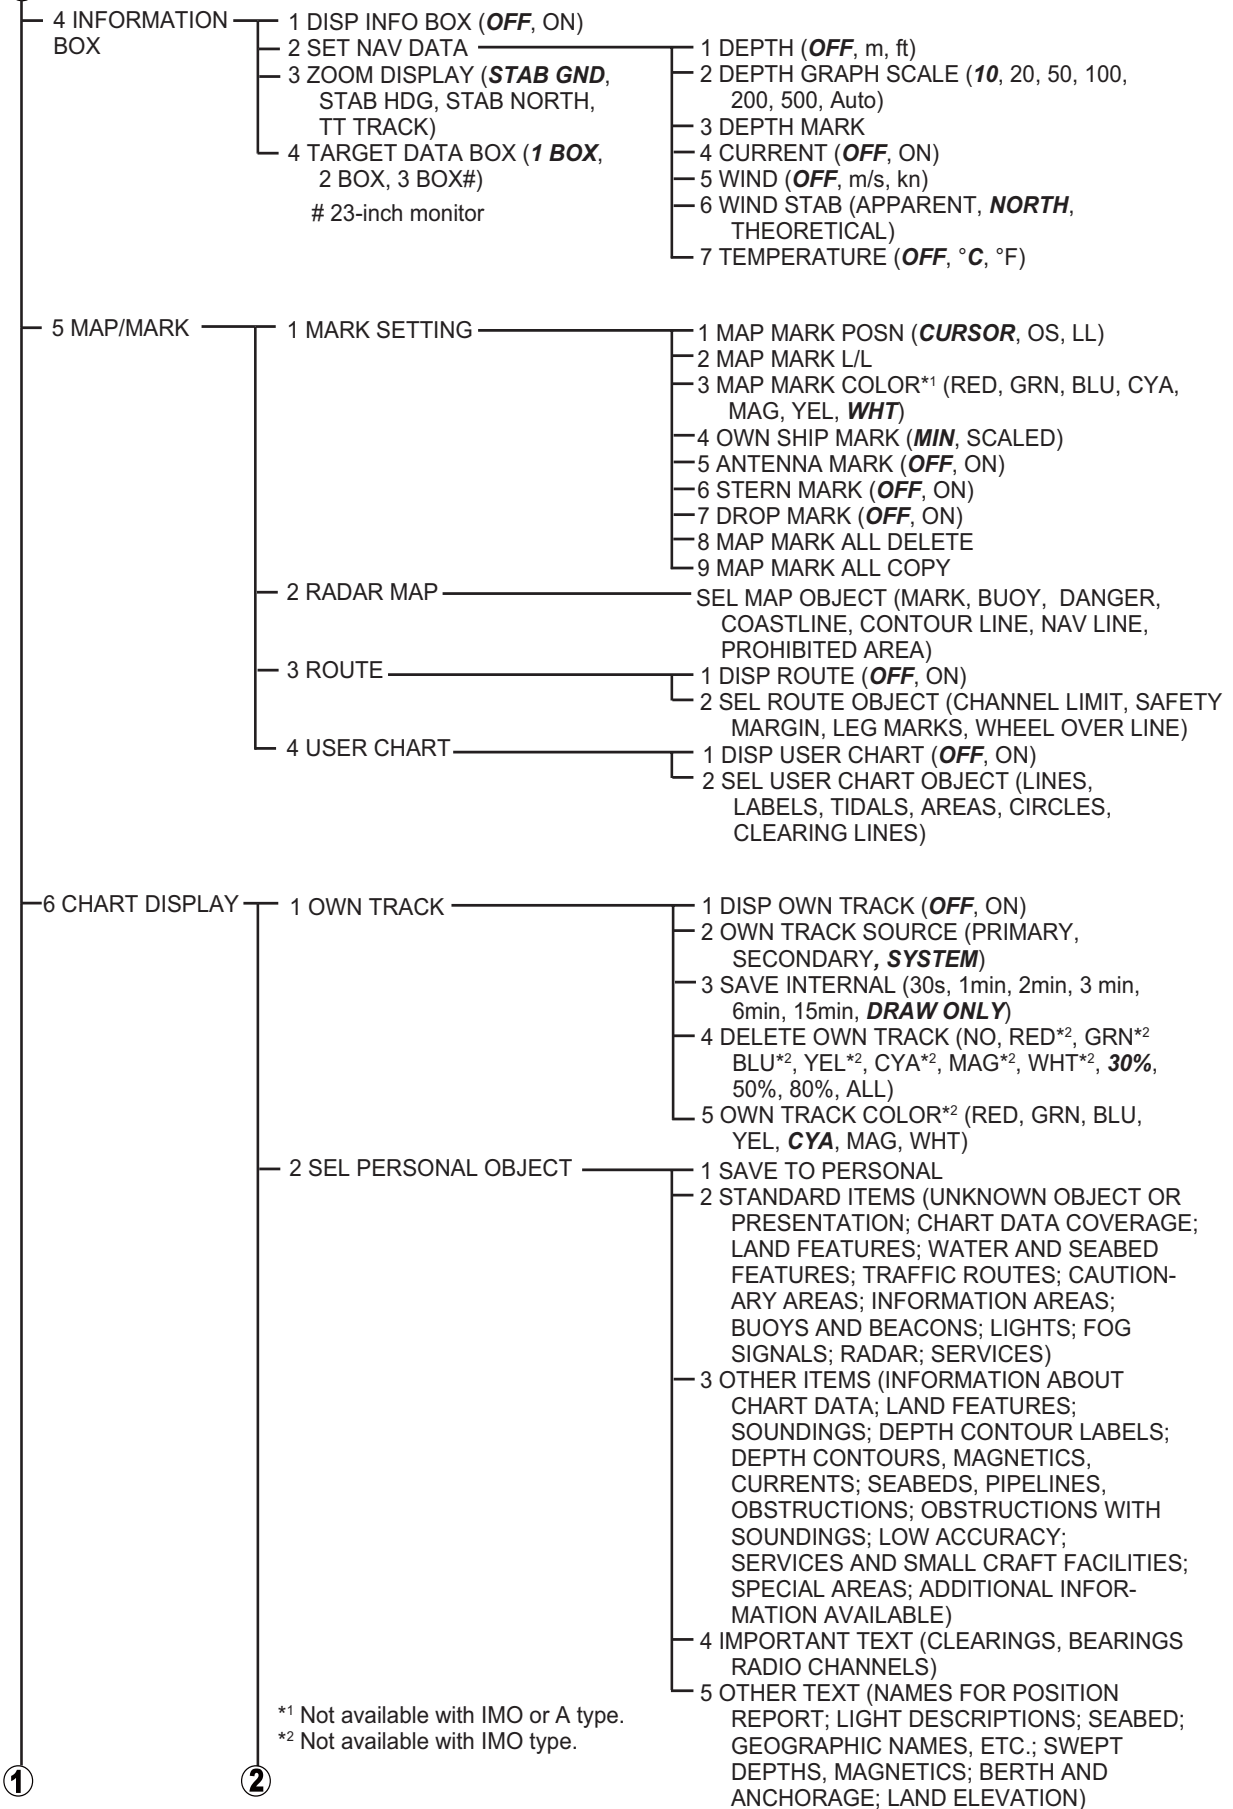 4 INFORMATION
BOX
1 DISP INFO BOX (OFF, ON)
2 SET NAV DATA
3 ZOOM DISPLAY (STAB GND,
STAB HDG, STAB NORTH,
TT TRACK)
4 TARGET DATA BOX (1 BOX,
2 BOX, 3 BOX#)
# 23-inch monitor
1 DEPTH (OFF, m, ft)
2 DEPTH GRAPH SCALE (10, 20, 50, 100,
200, 500, Auto)
3 DEPTH MARK
4 CURRENT (OFF, ON)
5 WIND (OFF, m/s, kn)
6 WIND STAB (APPARENT, NORTH,
THEORETICAL)
7 TEMPERATURE (OFF, °C, °F)
5 MAP/MARK
1 MARK SETTING
1 MAP MARK POSN (CURSOR, OS, LL)
2 MAP MARK L/L
3 MAP MARK COLOR*1 (RED, GRN, BLU, CYA,
MAG, YEL, WHT)
4 OWN SHIP MARK (MIN, SCALED)
5 ANTENNA MARK (OFF, ON)
6 STERN MARK (OFF, ON)
7 DROP MARK (OFF, ON)
8 MAP MARK ALL DELETE
9 MAP MARK ALL COPY
2 RADAR MAP
SEL MAP OBJECT (MARK, BUOY, DANGER,
COASTLINE, CONTOUR LINE, NAV LINE,
PROHIBITED AREA)
3 ROUTE
1 DISP ROUTE (OFF, ON)
2 SEL ROUTE OBJECT (CHANNEL LIMIT, SAFETY
MARGIN, LEG MARKS, WHEEL OVER LINE)
4 USER CHART
1 DISP USER CHART (OFF, ON)
2 SEL USER CHART OBJECT (LINES,
LABELS, TIDALS, AREAS, CIRCLES,
CLEARING LINES)
6 CHART DISPLAY
1 OWN TRACK
1 DISP OWN TRACK (OFF, ON)
2 OWN TRACK SOURCE (PRIMARY,
SECONDARY, SYSTEM)
3 SAVE INTERNAL (30s, 1min, 2min, 3 min,
6min, 15min, DRAW ONLY)
4 DELETE OWN TRACK (NO, RED*2, GRN*2
BLU*2, YEL*2, CYA*2, MAG*2, WHT*2, 30%,
50%, 80%, ALL)
5 OWN TRACK COLOR*2 (RED, GRN, BLU,
YEL, CYA, MAG, WHT)
2 SEL PERSONAL OBJECT
1 SAVE TO PERSONAL
2 STANDARD ITEMS (UNKNOWN OBJECT OR
PRESENTATION; CHART DATA COVERAGE;
LAND FEATURES; WATER AND SEABED
FEATURES; TRAFFIC ROUTES; CAUTION-
ARY AREAS; INFORMATION AREAS;
BUOYS AND BEACONS; LIGHTS; FOG
SIGNALS; RADAR; SERVICES)
3 OTHER ITEMS (INFORMATION ABOUT
CHART DATA; LAND FEATURES;
SOUNDINGS; DEPTH CONTOUR LABELS;
DEPTH CONTOURS, MAGNETICS,
CURRENTS; SEABEDS, PIPELINES,
OBSTRUCTIONS; OBSTRUCTIONS WITH
SOUNDINGS; LOW ACCURACY;
SERVICES AND SMALL CRAFT FACILITIES;
SPECIAL AREAS; ADDITIONAL INFOR-
MATION AVAILABLE)
4 IMPORTANT TEXT (CLEARINGS, BEARINGS
RADIO CHANNELS)
5 OTHER TEXT (NAMES FOR POSITION
REPORT; LIGHT DESCRIPTIONS; SEABED;
GEOGRAPHIC NAMES, ETC.; SWEPT
DEPTHS, MAGNETICS; BERTH AND
ANCHORAGE; LAND ELEVATION)
*1 Not available with IMO or A type.
*2 Not available with IMO type.
1
2